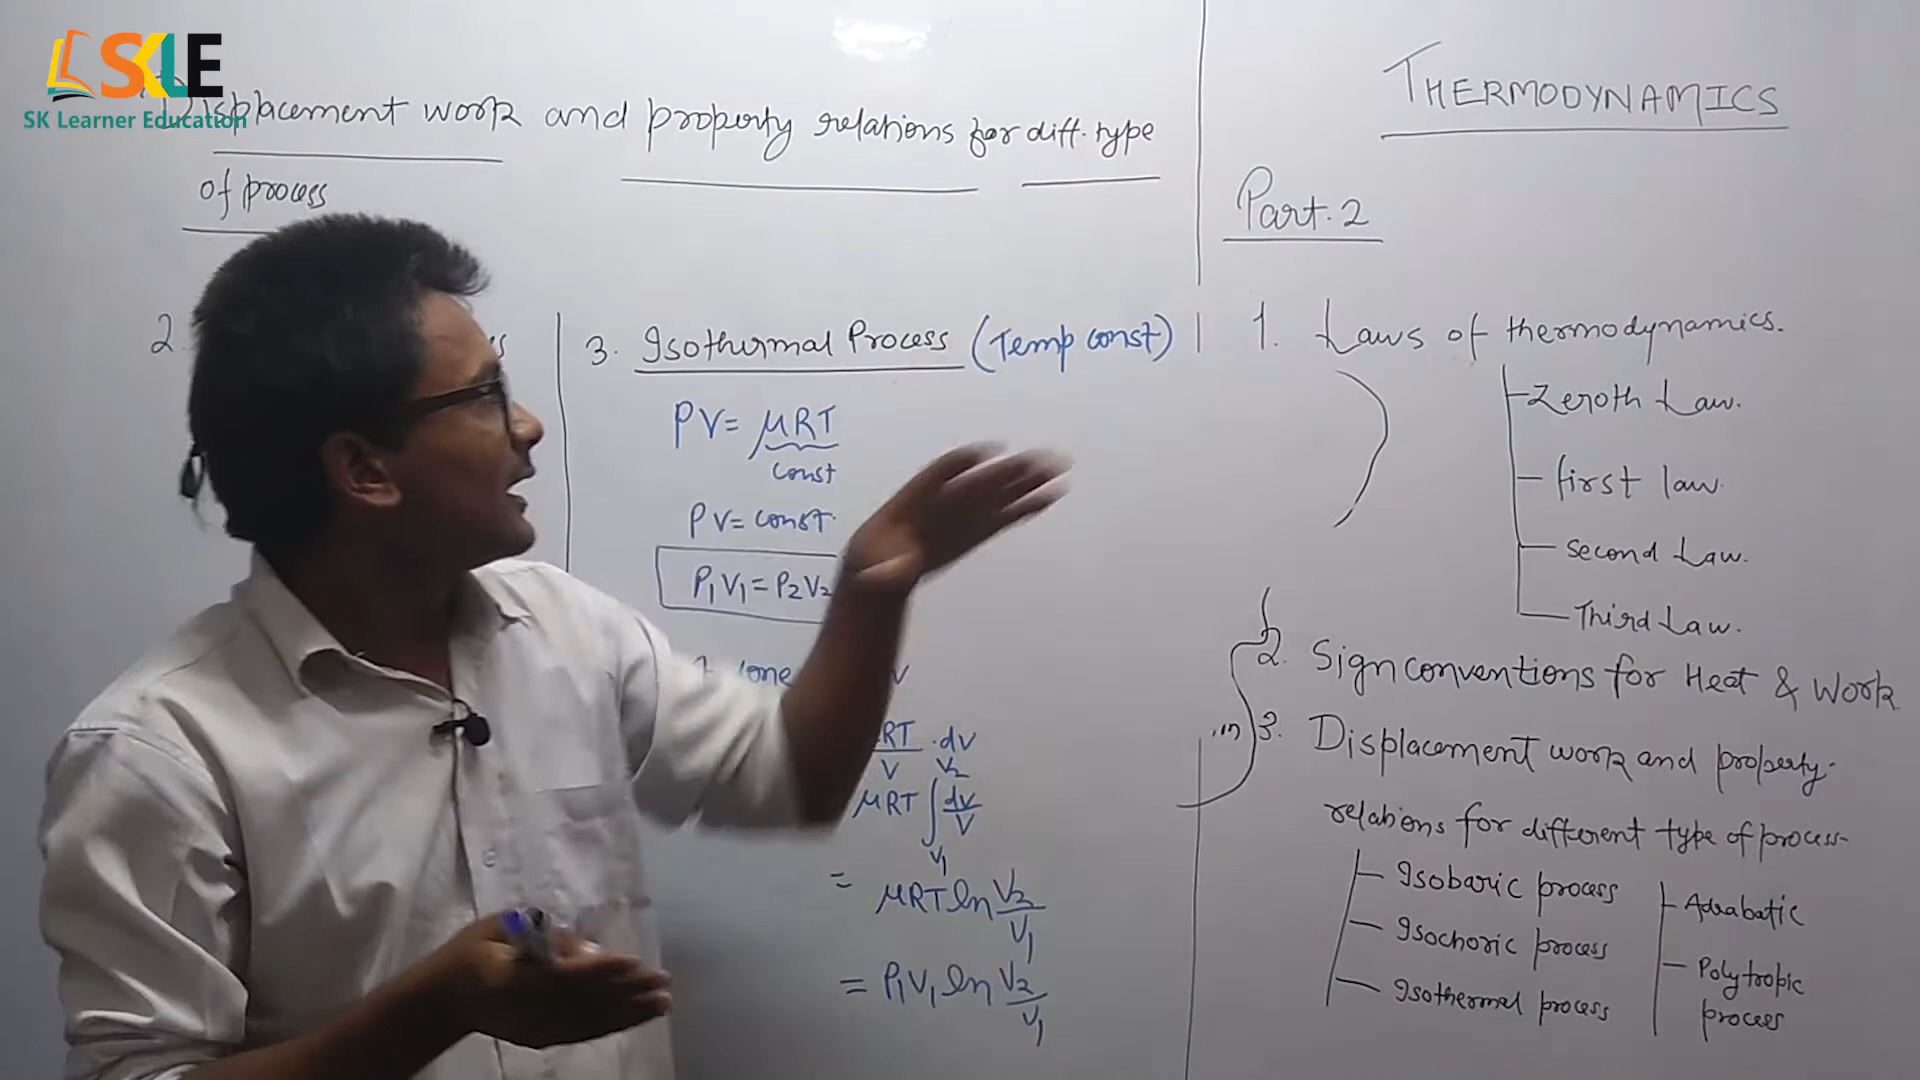 SKLE
SK Learner Education
Displacement work and property relations for diff. type
of process
2.
3. Isothermal Process (Temp const)
PV = μRT
const
PV = const.
P1V1 = P2V2
RT/V . dV
μRT ∫ dV/V
V2
V1
= μRT ln V2/V1
= P1V1 ln V2/V1
THERMODYNAMICS
Part. 2
1. Laws of thermodynamics.
Zeroth Law.
first law.
Second Law.
Third Law.
2. Sign conventions for Heat & Work
3. Displacement work and property
relations for different type of process
Isobaric process
Isochoric process
Isothermal process
Adiabatic
Polytropic
process